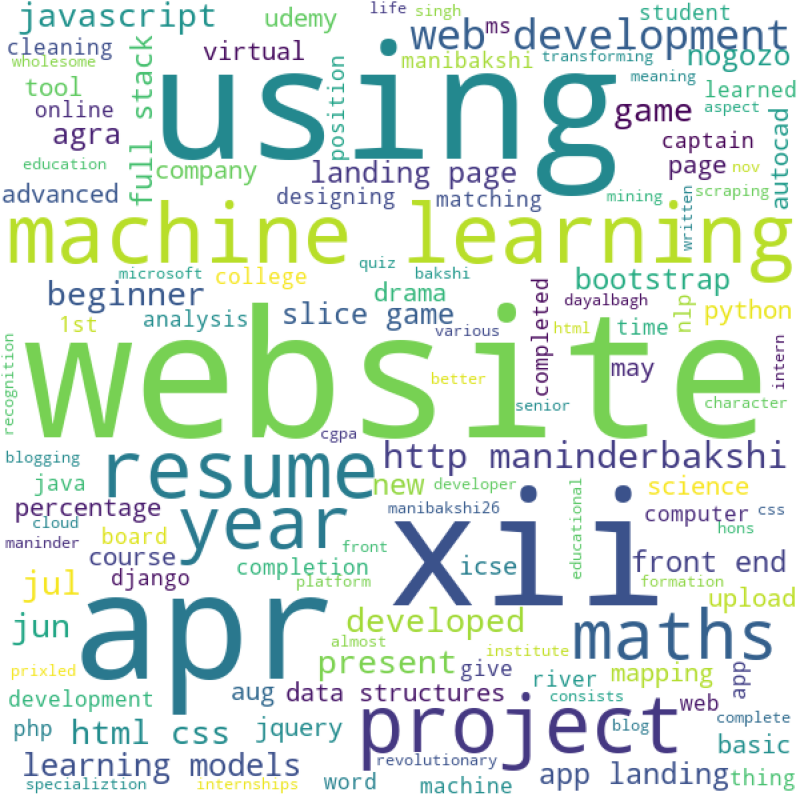 javascript
udemy
life
singh
student
cleaning
web
ms
development
wholesome
virtual
manibakshi
transforming
nogozo
tool
full stack
using
position
meaning
learned
online
game
aspect
autocad
agra
captain
education
company
landing page
page
nov
advanced
designing
matching
mining
scraping
written
machine learning
microsoft
college
quiz
bakshi
bootstrap
beginner
drama
completed
dayalbagh
nlp
python
1st
analysis
slice game
various
html
time
recognition
website
may
intern
better
senior
character
cgpa
blogging
resume
http maninderbakshi
java
new
developer
science
percentage
year
xii
manibakshi26
educational
computer
css
cloud
hons
maninder
board
front
course
completion
icse
front end
jul
django
platform
formation
apr
upload
jun
developed
maths
almost
institute
prixled
present
give
river
mapping
app
development
aug
data structures
consists
web
php
html css
jquery
project
blog
complete
basic
learning models
revolutionary
app landing
thing
specializtion
internships
word
machine